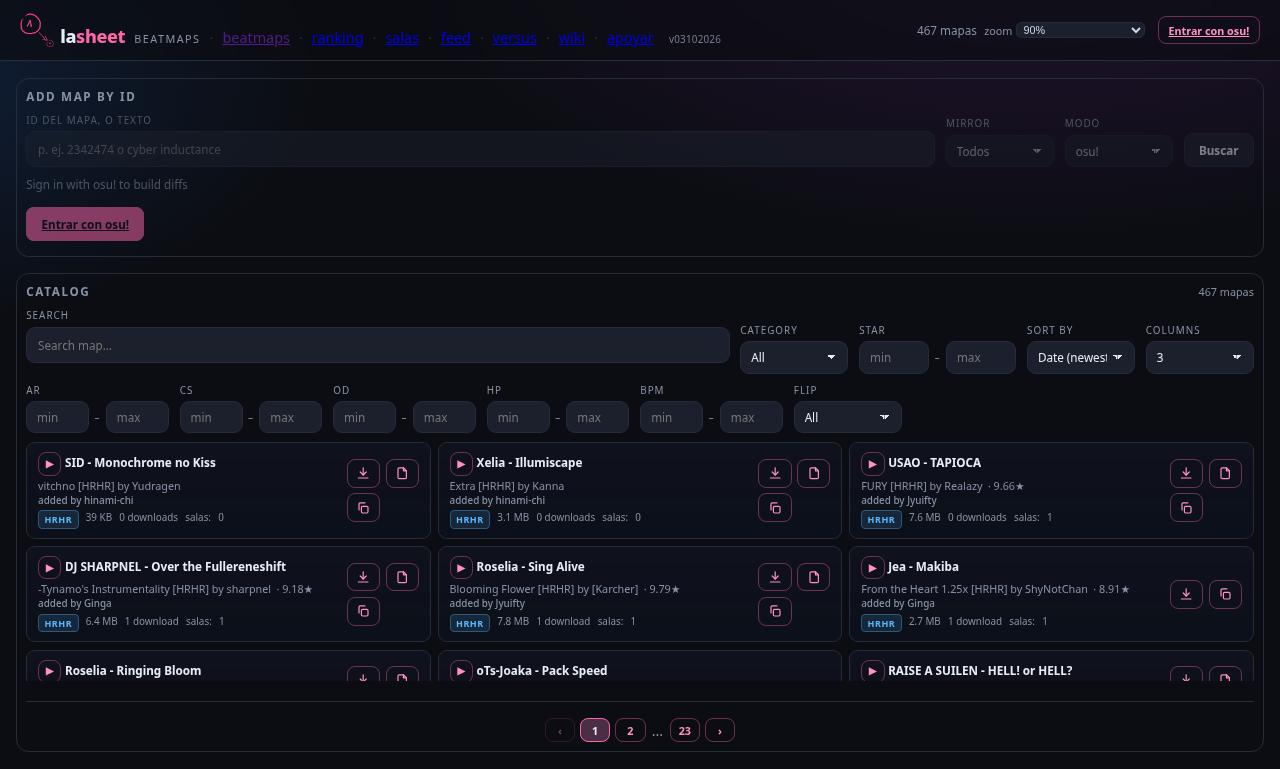 lasheet BEATMAPS · beatmaps · ranking · salas · feed · versus · wiki · apoyar v03102026 467 mapas zoom 90% Entrar con osu!
ADD MAP BY ID
ID DEL MAPA, O TEXTO MIRROR MODO
p. ej. 2342474 o cyber inductance Todos osu! Buscar
Sign in with osu! to build diffs
Entrar con osu!
CATALOG 467 mapas
SEARCH CATEGORY STAR SORT BY COLUMNS
Search map... All min – max Date (newest 3
AR CS OD HP BPM FLIP
min – max min – max min – max min – max min – max All
SID - Monochrome no Kiss
vitchno [HRHR] by Yudragen
added by hinami-chi
HRHR 39 KB 0 downloads salas: 0
Xelia - Illumiscape
Extra [HRHR] by Kanna
added by hinami-chi
HRHR 3.1 MB 0 downloads salas: 0
USAO - TAPIOCA
FURY [HRHR] by Realazy · 9.66★
added by Jyuifty
HRHR 7.6 MB 0 downloads salas: 1
DJ SHARPNEL - Over the Fullereneshift
-Tynamo's Instrumentality [HRHR] by sharpnel · 9.18★
added by Ginga
HRHR 6.4 MB 1 download salas: 1
Roselia - Sing Alive
Blooming Flower [HRHR] by [Karcher] · 9.79★
added by Jyuifty
HRHR 7.8 MB 1 download salas: 1
Jea - Makiba
From the Heart 1.25x [HRHR] by ShyNotChan · 8.91★
added by Ginga
HRHR 2.7 MB 1 download salas: 1
Roselia - Ringing Bloom
oTs-Joaka - Pack Speed
RAISE A SUILEN - HELL! or HELL?
‹ 1 2 ... 23 ›